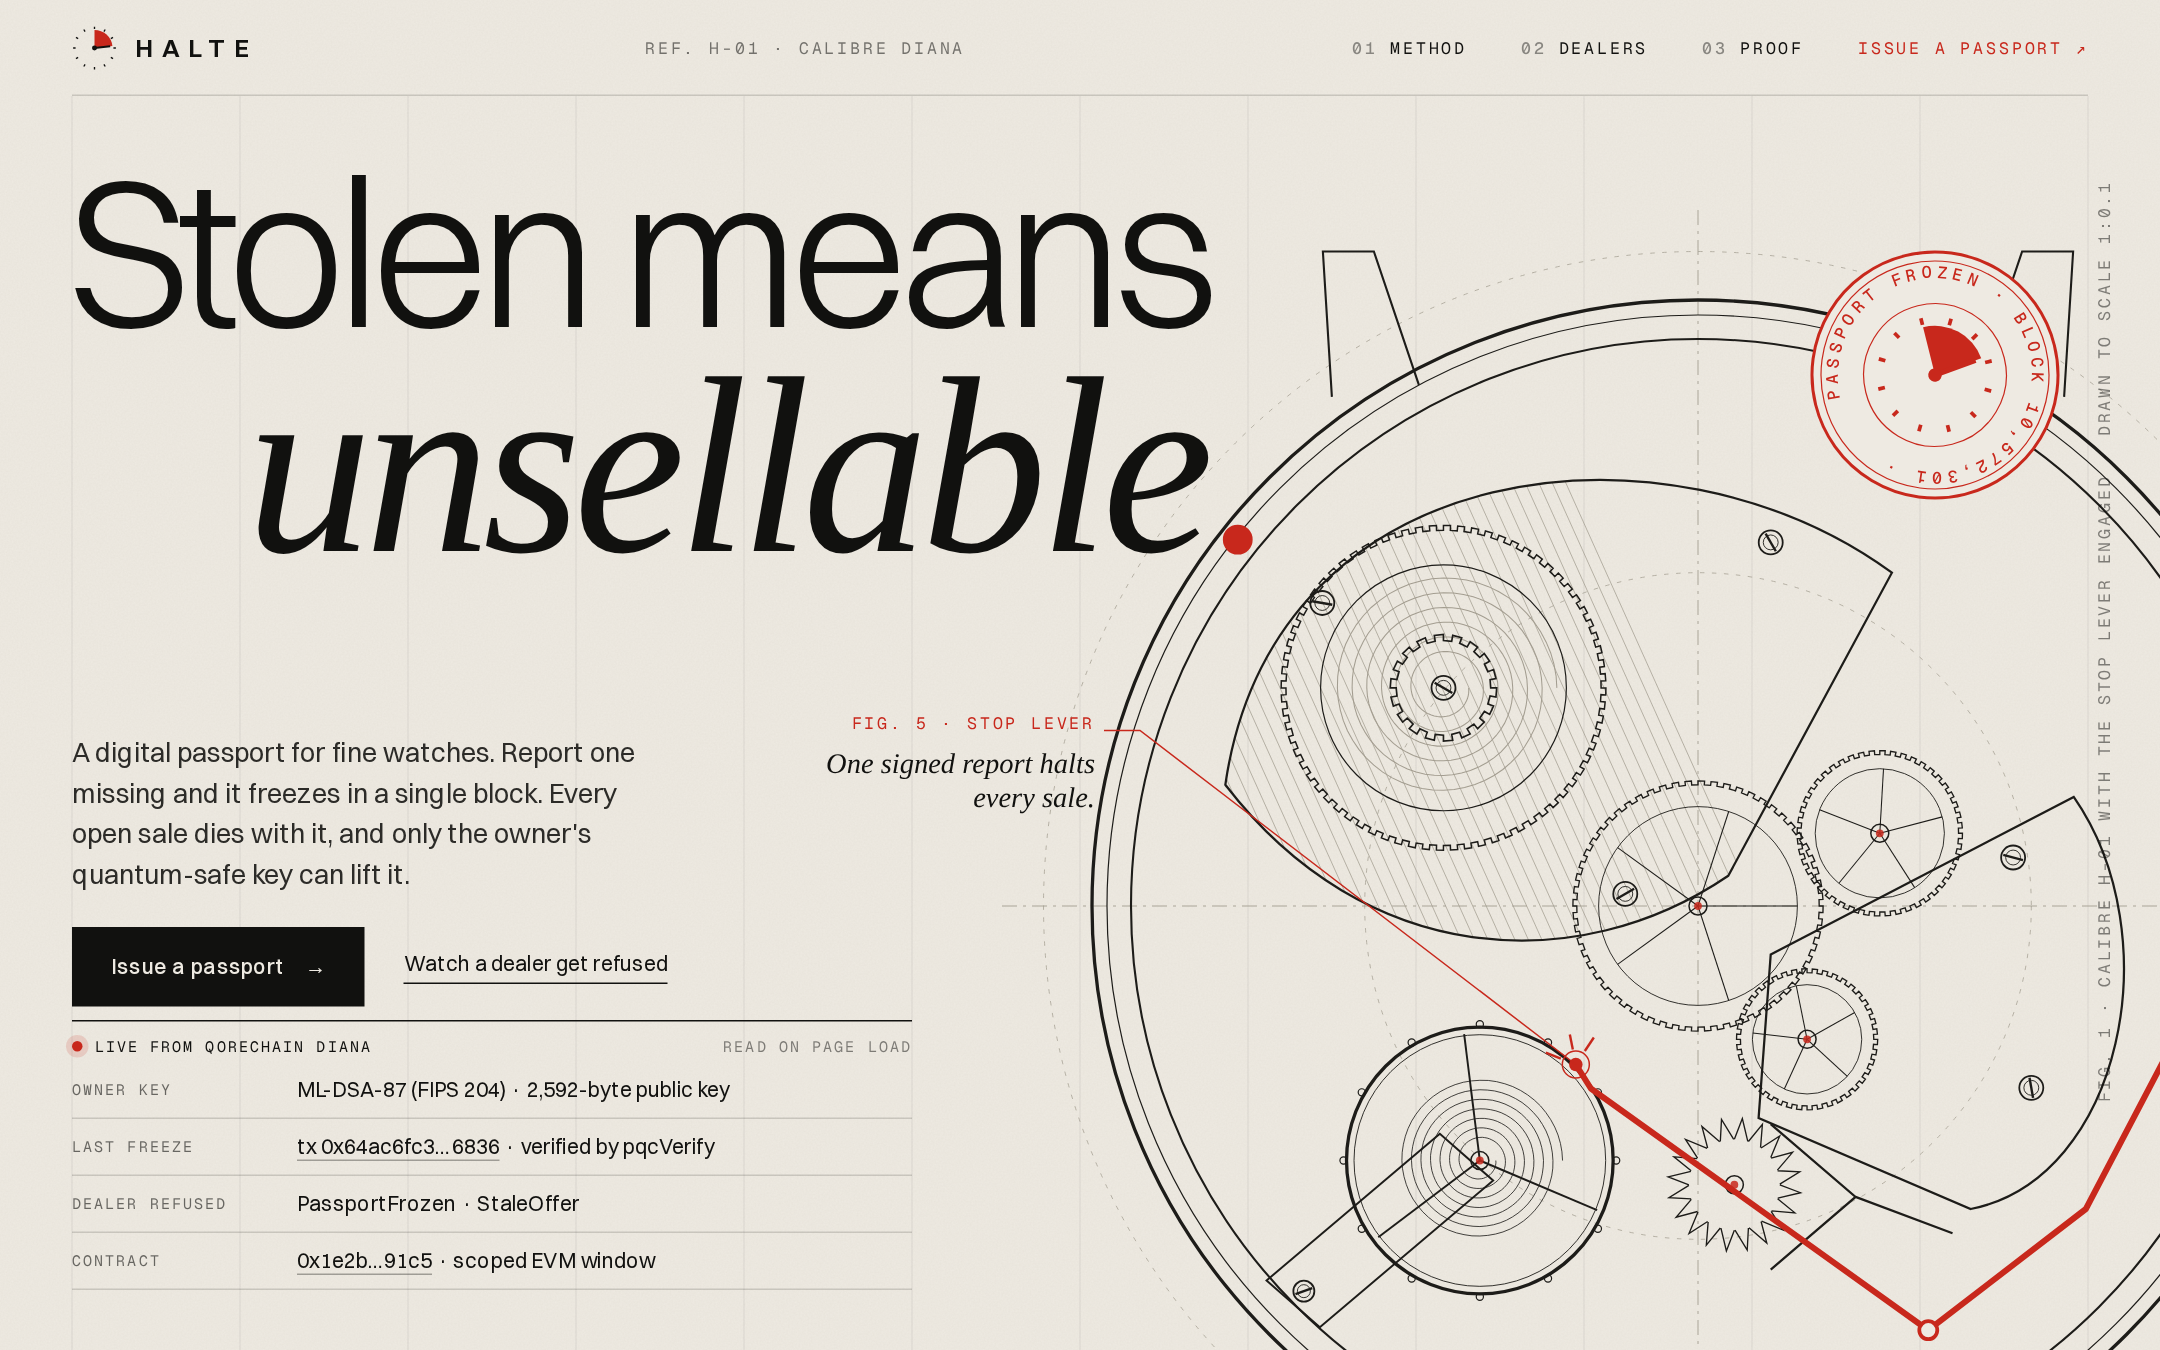 HALTE
REF. H-01 · CALIBRE DIANA
01 METHOD
02 DEALERS
03 PROOF
ISSUE A PASSPORT ↗
Stolen means
unsellable
PASSPORT FROZEN · BLOCK 10,572,301 ·
FIG. 1 · CALIBRE H-01 WITH THE STOP LEVER ENGAGED DRAWN TO SCALE 1:0.1
FIG. 5 · STOP LEVER
One signed report halts
every sale.
A digital passport for fine watches. Report one
missing and it freezes in a single block. Every
open sale dies with it, and only the owner's
quantum-safe key can lift it.
Issue a passport →
Watch a dealer get refused
LIVE FROM QORECHAIN DIANA
READ ON PAGE LOAD
OWNER KEY
ML-DSA-87 (FIPS 204) · 2,592-byte public key
LAST FREEZE
tx 0x64ac6fc3…6836 · verified by pqcVerify
DEALER REFUSED
PassportFrozen · StaleOffer
CONTRACT
0x1e2b…91c5 · scoped EVM window